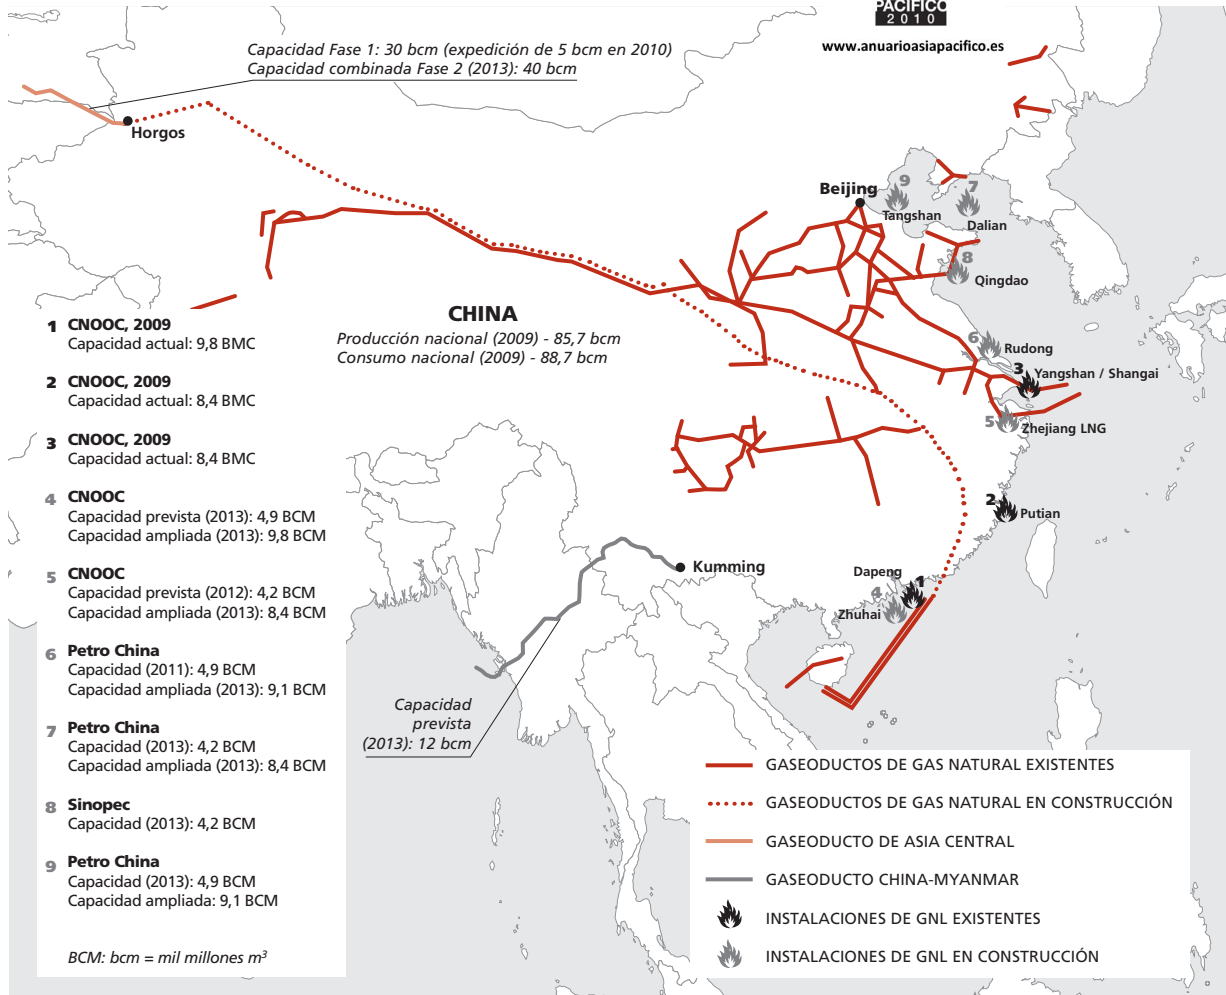 PACÍFICO
2010
www.anuarioasiapacifico.es
Capacidad Fase 1: 30 bcm (expedición de 5 bcm en 2010)
Capacidad combinada Fase 2 (2013): 40 bcm
Horgos
Beijing
9
Tangshan
7
Dalian
8
Qingdao
CHINA
Producción nacional (2009) - 85,7 bcm
Consumo nacional (2009) - 88,7 bcm
6
Rudong
3
Yangshan / Shangai
5
Zhejiang LNG
2
Putian
Kumming
Dapeng
1
4
Zhuhai
Capacidad
prevista
(2013): 12 bcm
1 CNOOC, 2009
Capacidad actual: 9,8 BMC
2 CNOOC, 2009
Capacidad actual: 8,4 BMC
3 CNOOC, 2009
Capacidad actual: 8,4 BMC
4 CNOOC
Capacidad prevista (2013): 4,9 BCM
Capacidad ampliada (2013): 9,8 BCM
5 CNOOC
Capacidad prevista (2012): 4,2 BCM
Capacidad ampliada (2013): 8,4 BCM
6 Petro China
Capacidad (2011): 4,9 BCM
Capacidad ampliada (2013): 9,1 BCM
7 Petro China
Capacidad (2013): 4,2 BCM
Capacidad ampliada (2013): 8,4 BCM
8 Sinopec
Capacidad (2013): 4,2 BCM
9 Petro China
Capacidad (2013): 4,9 BCM
Capacidad ampliada: 9,1 BCM
BCM: bcm = mil millones m³
GASEODUCTOS DE GAS NATURAL EXISTENTES
GASEODUCTOS DE GAS NATURAL EN CONSTRUCCIÓN
GASEODUCTO DE ASIA CENTRAL
GASEODUCTO CHINA-MYANMAR
INSTALACIONES DE GNL EXISTENTES
INSTALACIONES DE GNL EN CONSTRUCCIÓN